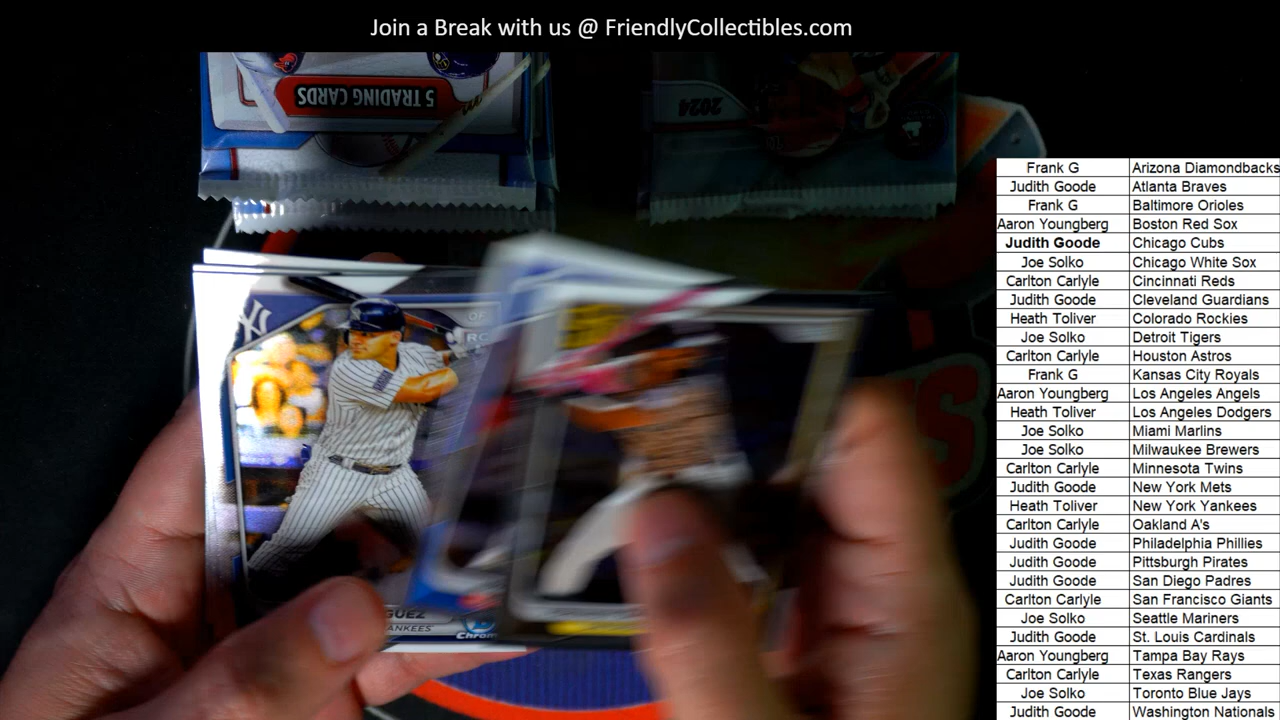 Join a Break with us @ FriendlyCollectibles.com
5 TRADING CARDS
2024
Frank G Arizona Diamondbacks
Judith Goode Atlanta Braves
Frank G Baltimore Orioles
Aaron Youngberg Boston Red Sox
Judith Goode Chicago Cubs
Joe Solko Chicago White Sox
Carlton Carlyle Cincinnati Reds
Judith Goode Cleveland Guardians
Heath Toliver Colorado Rockies
Joe Solko Detroit Tigers
Carlton Carlyle Houston Astros
Frank G Kansas City Royals
Aaron Youngberg Los Angeles Angels
Heath Toliver Los Angeles Dodgers
Joe Solko Miami Marlins
Joe Solko Milwaukee Brewers
Carlton Carlyle Minnesota Twins
Judith Goode New York Mets
Heath Toliver New York Yankees
Carlton Carlyle Oakland A's
Judith Goode Philadelphia Phillies
Judith Goode Pittsburgh Pirates
Judith Goode San Diego Padres
Carlton Carlyle San Francisco Giants
Joe Solko Seattle Mariners
Judith Goode St. Louis Cardinals
Aaron Youngberg Tampa Bay Rays
Carlton Carlyle Texas Rangers
Joe Solko Toronto Blue Jays
Judith Goode Washington Nationals